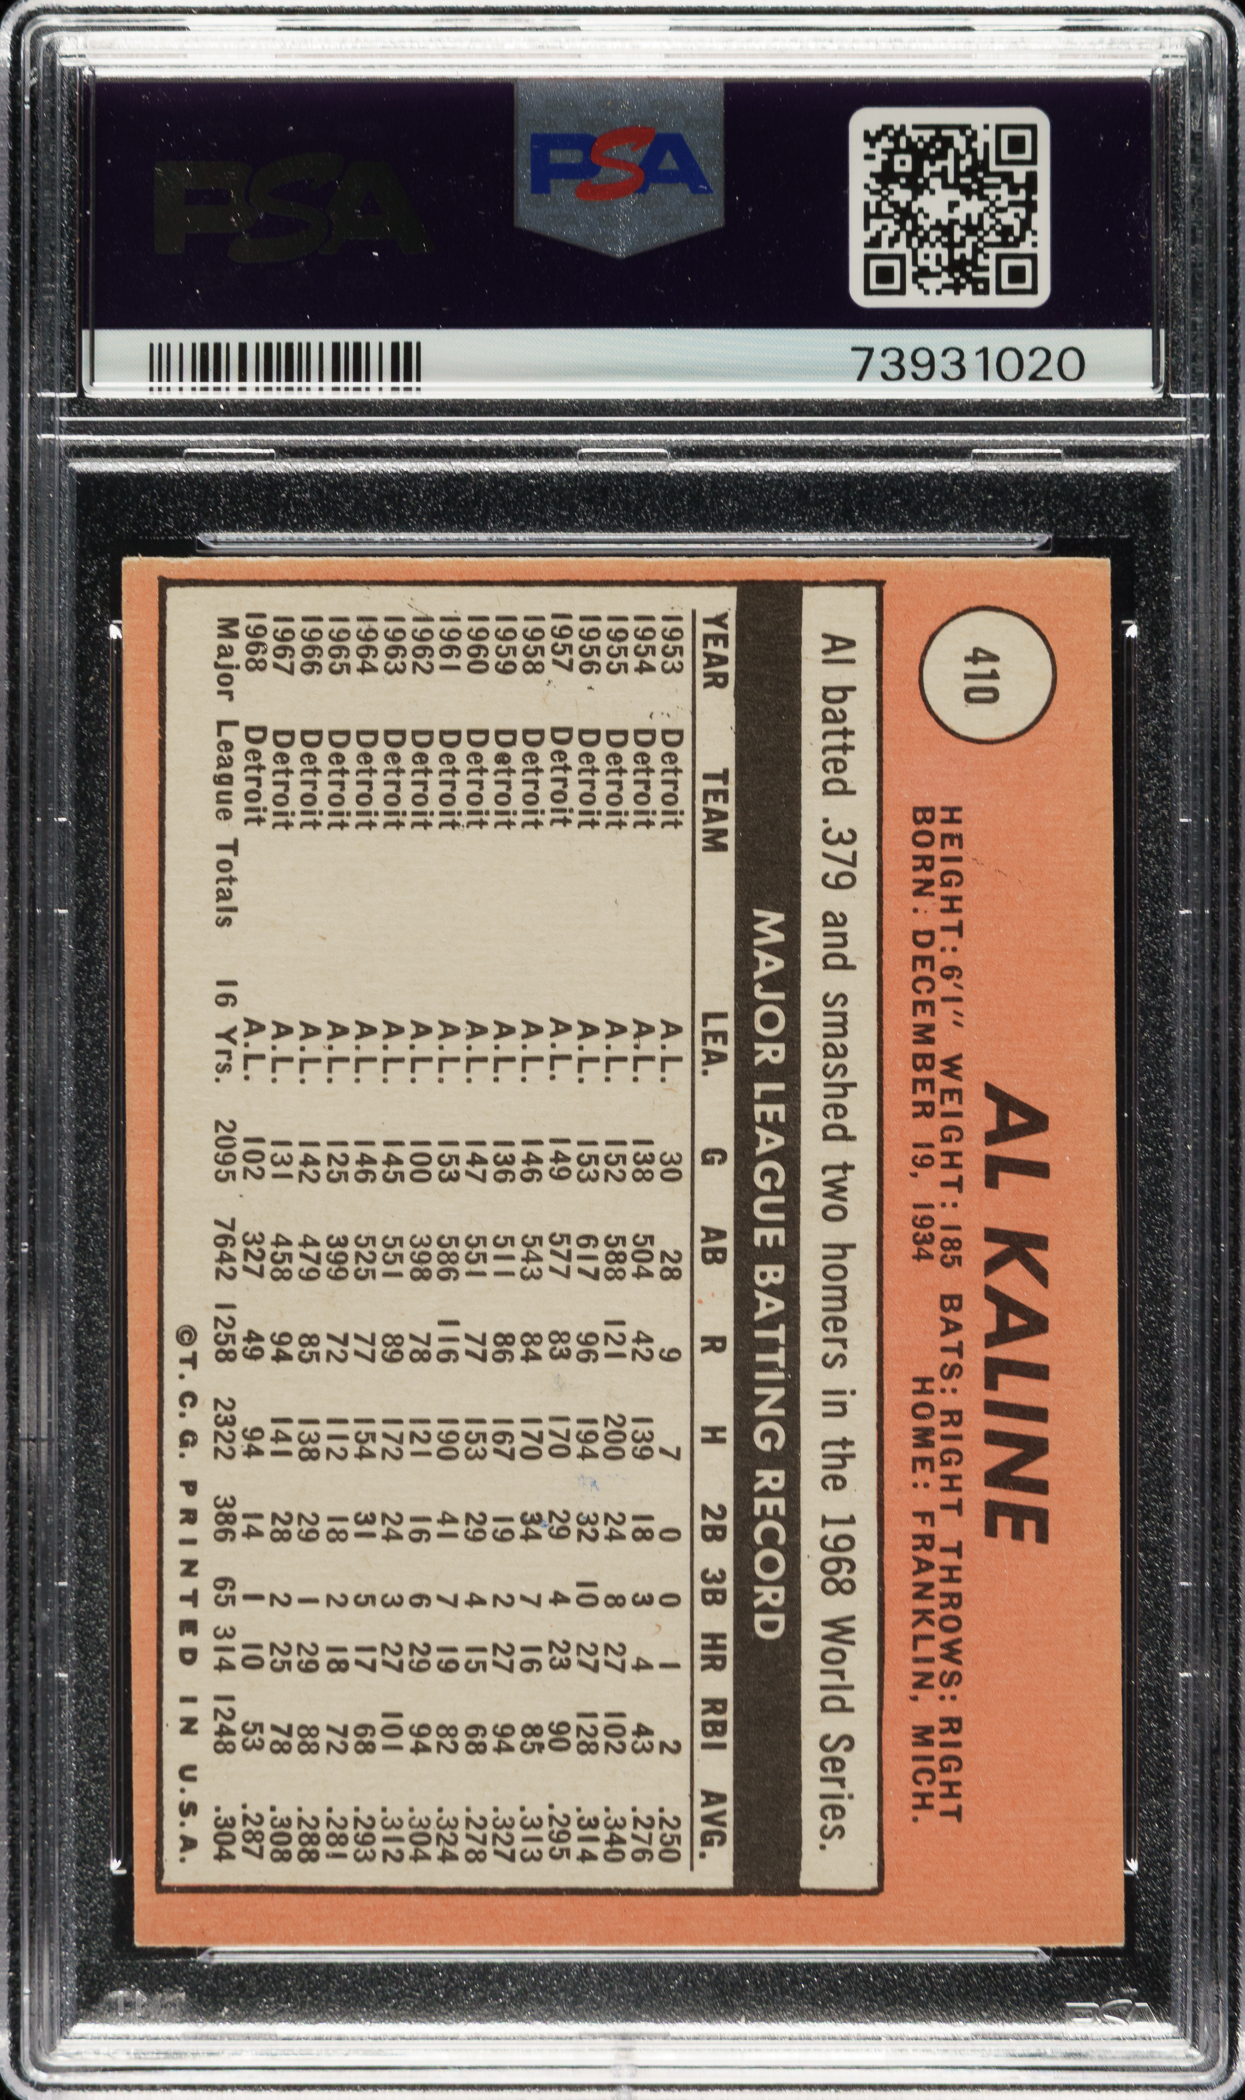 PSA
PSA
73931020
410
AL KALINE
HEIGHT: 6'1" WEIGHT: 185 BATS: RIGHT THROWS: RIGHT
BORN: DECEMBER 19, 1934 HOME: FRANKLIN, MICH.
Al batted .379 and smashed two homers in the 1968 World Series.
MAJOR LEAGUE BATTING RECORD
YEAR TEAM LEA. G AB R H 2B 3B HR RBI AVG.
1953 Detroit A.L. 30 28 9 7 0 0 1 2 .250
1954 Detroit A.L. 138 504 42 139 18 3 4 43 .276
1955 Detroit A.L. 152 588 121 200 24 8 27 102 .340
1956 Detroit A.L. 153 617 96 194 32 10 27 128 .314
1957 Detroit A.L. 149 577 83 170 29 4 23 90 .295
1958 Detroit A.L. 146 543 84 170 34 7 16 85 .313
1959 Detroit A.L. 136 511 86 167 19 2 27 94 .327
1960 Detroit A.L. 147 551 77 153 29 4 15 68 .278
1961 Detroit A.L. 153 586 116 190 41 7 19 82 .324
1962 Detroit A.L. 100 398 78 121 16 6 29 94 .304
1963 Detroit A.L. 145 551 89 172 24 3 27 101 .312
1964 Detroit A.L. 146 525 77 154 31 5 17 68 .293
1965 Detroit A.L. 125 399 72 112 18 2 18 72 .281
1966 Detroit A.L. 142 479 85 138 29 1 29 88 .288
1967 Detroit A.L. 131 458 94 141 28 2 25 78 .308
1968 Detroit A.L. 102 327 49 94 14 1 10 53 .287
Major League Totals 16 Yrs. 2095 7642 1258 2322 386 65 314 1248 .304
©T.C.G. PRINTED IN U.S.A.